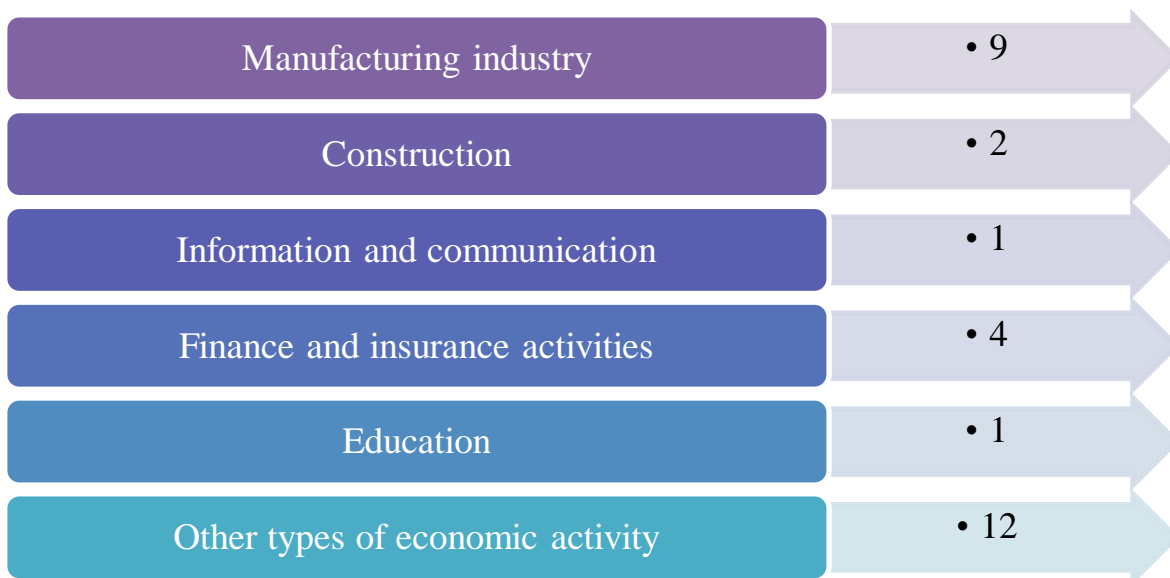 Manufacturing industry
• 9
Construction
• 2
Information and communication
• 1
Finance and insurance activities
• 4
Education
• 1
Other types of economic activity
• 12